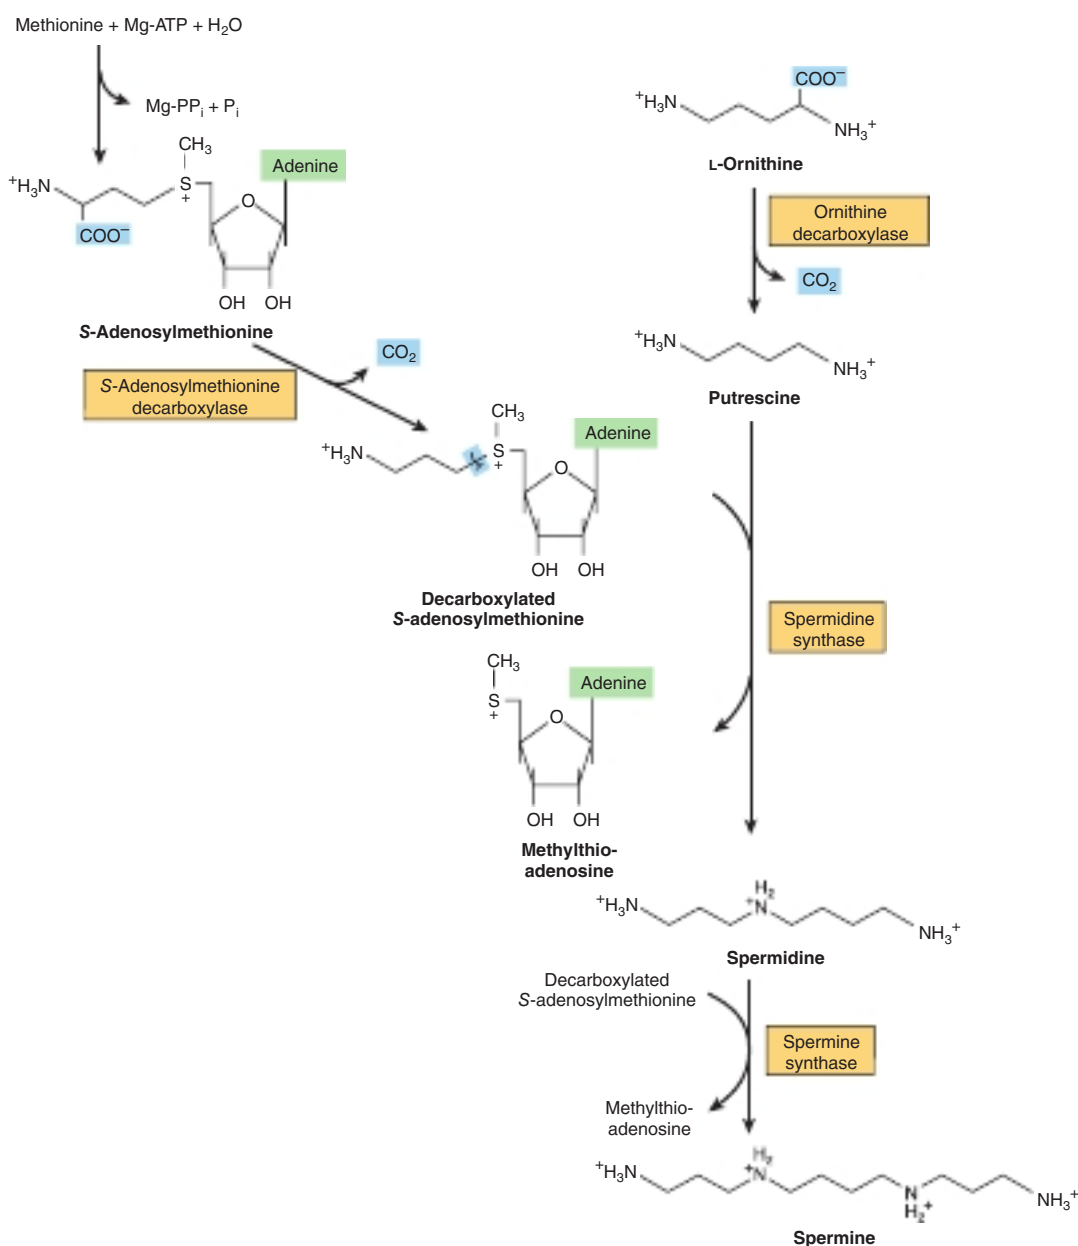 Methionine + Mg-ATP + H₂O
Mg-PPᵢ + Pᵢ
CH₃
⁺H₃N
S
+
Adenine
O
COO⁻
OH OH
S-Adenosylmethionine
COO⁻
⁺H₃N
NH₃⁺
L-Ornithine
Ornithine
decarboxylase
CO₂
⁺H₃N
NH₃⁺
Putrescine
CO₂
S-Adenosylmethionine
decarboxylase
CH₃
⁺H₃N
S
+
Adenine
O
OH OH
Decarboxylated
S-adenosylmethionine
Spermidine
synthase
CH₃
S
+
Adenine
O
OH OH
Methylthio-
adenosine
⁺H₃N
H₂
⁺N
NH₃⁺
Spermidine
Decarboxylated
S-adenosylmethionine
Spermine
synthase
Methylthio-
adenosine
⁺H₃N
H₂
⁺N
N
H₂⁺
NH₃⁺
Spermine